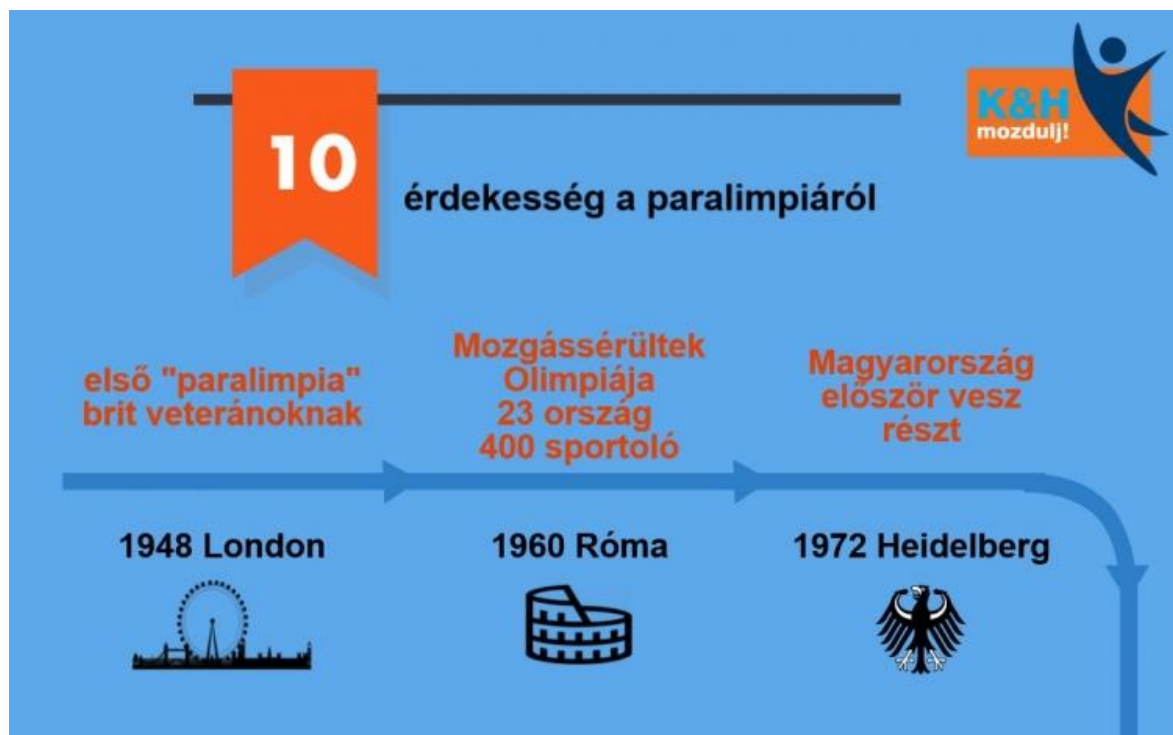 K&H
mozdulj!
10
érdekesség a paralimpiáról
első "paralimpia"
brit veteránoknak
Mozgássérültek
Olimpiája
23 ország
400 sportoló
Magyarország
először vesz
részt
1948 London
1960 Róma
1972 Heidelberg